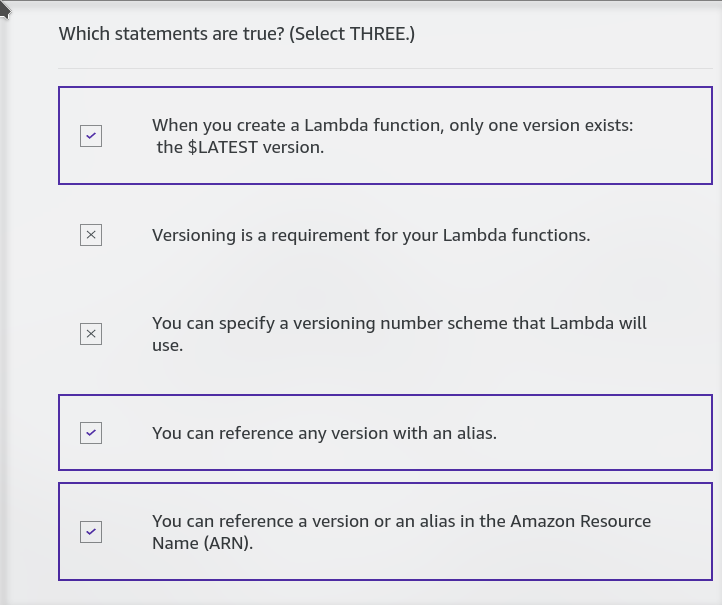 Which statements are true? (Select THREE.)
When you create a Lambda function, only one version exists:
the $LATEST version.
Versioning is a requirement for your Lambda functions.
You can specify a versioning number scheme that Lambda will
use.
You can reference any version with an alias.
You can reference a version or an alias in the Amazon Resource
Name (ARN).